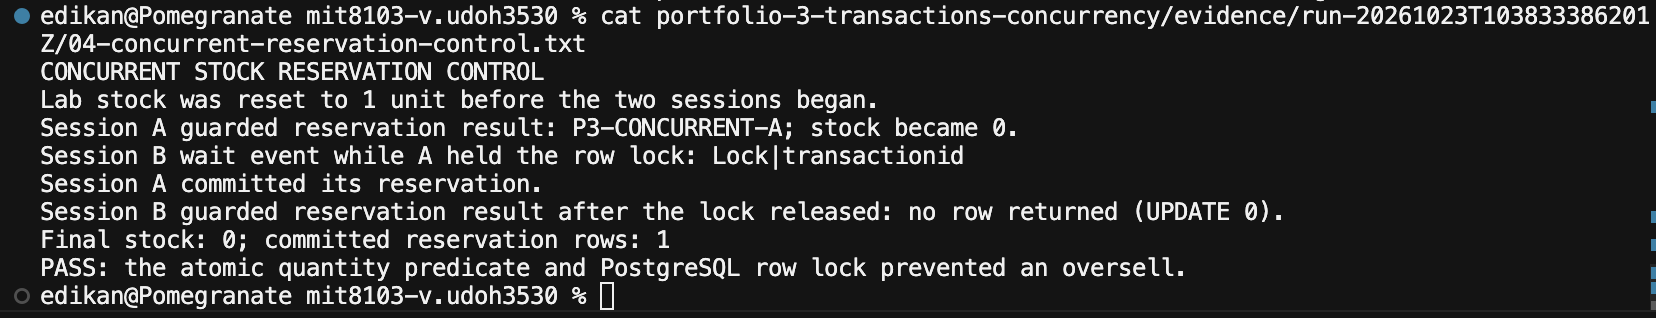 edikan@Pomegranate mit8103-v.udoh3530 % cat portfolio-3-transactions-concurrency/evidence/run-20261023T103833386201
Z/04-concurrent-reservation-control.txt
CONCURRENT STOCK RESERVATION CONTROL
Lab stock was reset to 1 unit before the two sessions began.
Session A guarded reservation result: P3-CONCURRENT-A; stock became 0.
Session B wait event while A held the row lock: Lock|transactionid
Session A committed its reservation.
Session B guarded reservation result after the lock released: no row returned (UPDATE 0).
Final stock: 0; committed reservation rows: 1
PASS: the atomic quantity predicate and PostgreSQL row lock prevented an oversell.
edikan@Pomegranate mit8103-v.udoh3530 %